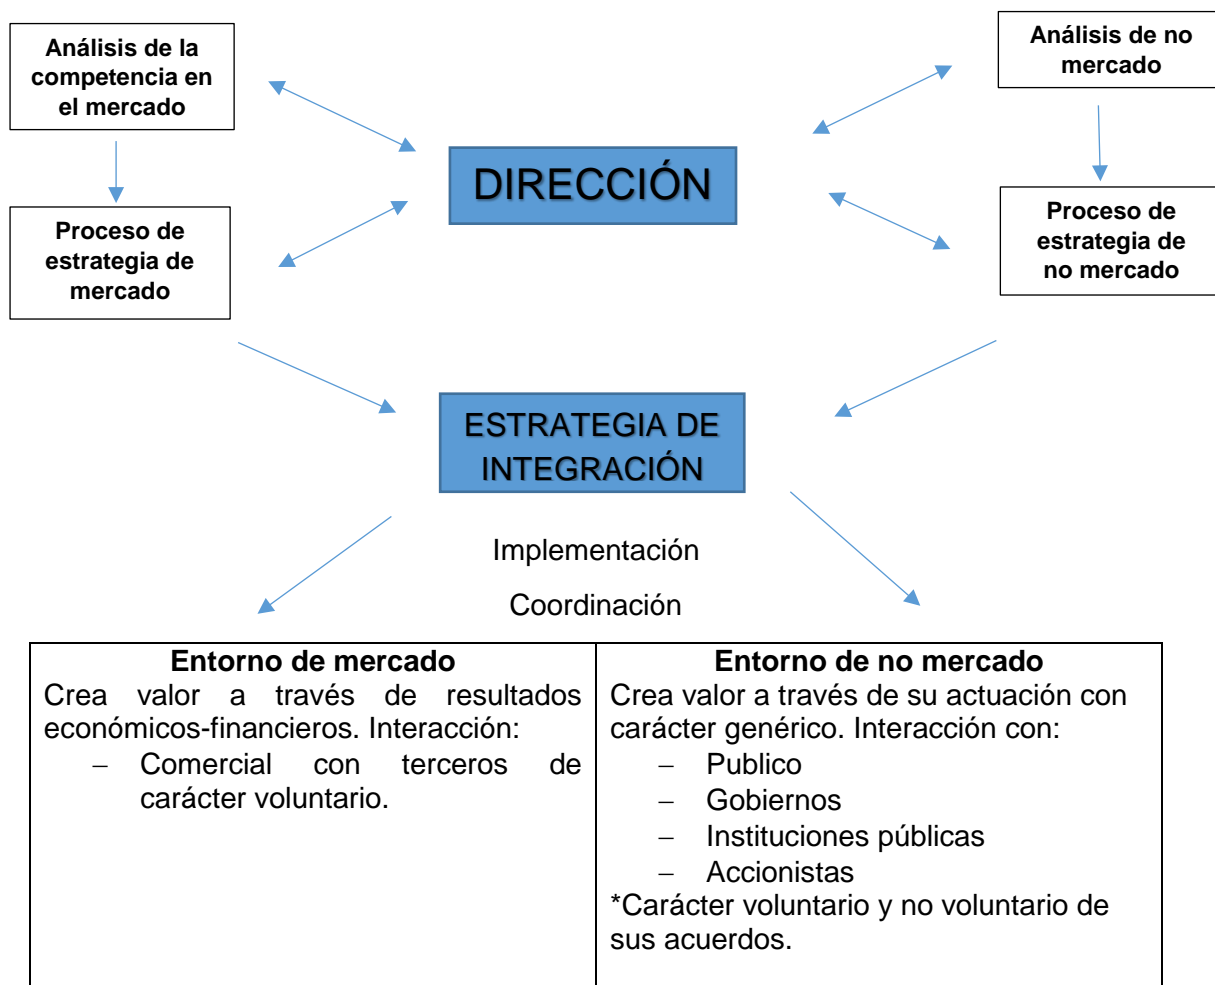 Análisis de la
competencia en
el mercado
Análisis de no
mercado
DIRECCIÓN
Proceso de
estrategia de
mercado
Proceso de
estrategia de
no mercado
ESTRATEGIA DE
INTEGRACIÓN
Implementación
Coordinación
Entorno de mercado
Crea valor a través de resultados
económicos-financieros. Interacción:
– Comercial con terceros de
carácter voluntario.
Entorno de no mercado
Crea valor a través de su actuación con
carácter genérico. Interacción con:
– Publico
– Gobiernos
– Instituciones públicas
– Accionistas
*Carácter voluntario y no voluntario de
sus acuerdos.